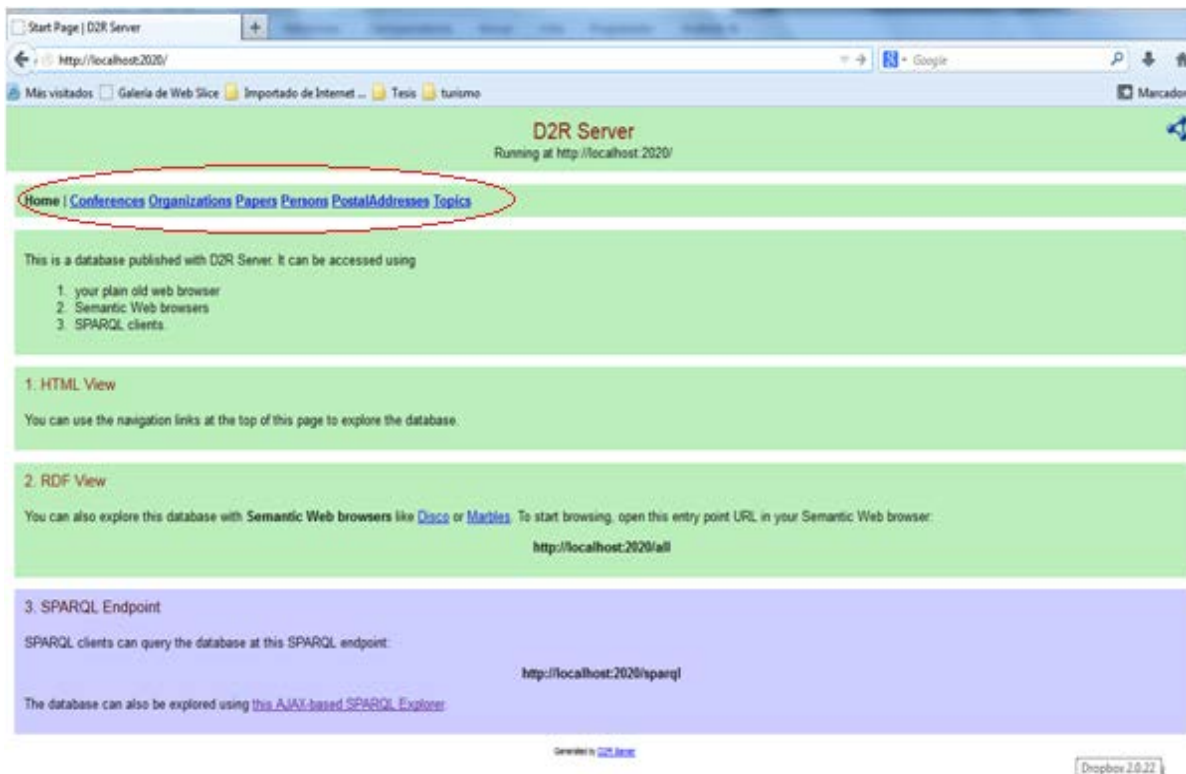 Start Page | D2R Server
+
http://localhost:2020/
Google
Más visitados Galería de Web Slice Importado de Internet ... Tesis turismo Marcador
D2R Server
Running at http://localhost:2020/
Home | Conferences Organizations Papers Persons PostalAddresses Topics
This is a database published with D2R Server. It can be accessed using
1. your plain old web browser
2. Semantic Web browsers
3. SPARQL clients.
1. HTML View
You can use the navigation links at the top of this page to explore the database.
2. RDF View
You can also explore this database with Semantic Web browsers like Disco or Marbles. To start browsing, open this entry point URL in your Semantic Web browser:
http://localhost:2020/all
3. SPARQL Endpoint
SPARQL clients can query the database at this SPARQL endpoint:
http://localhost:2020/sparql
The database can also be explored using this AJAX-based SPARQL Explorer.
Generated by D2R Server
Dropbox 2.0.22